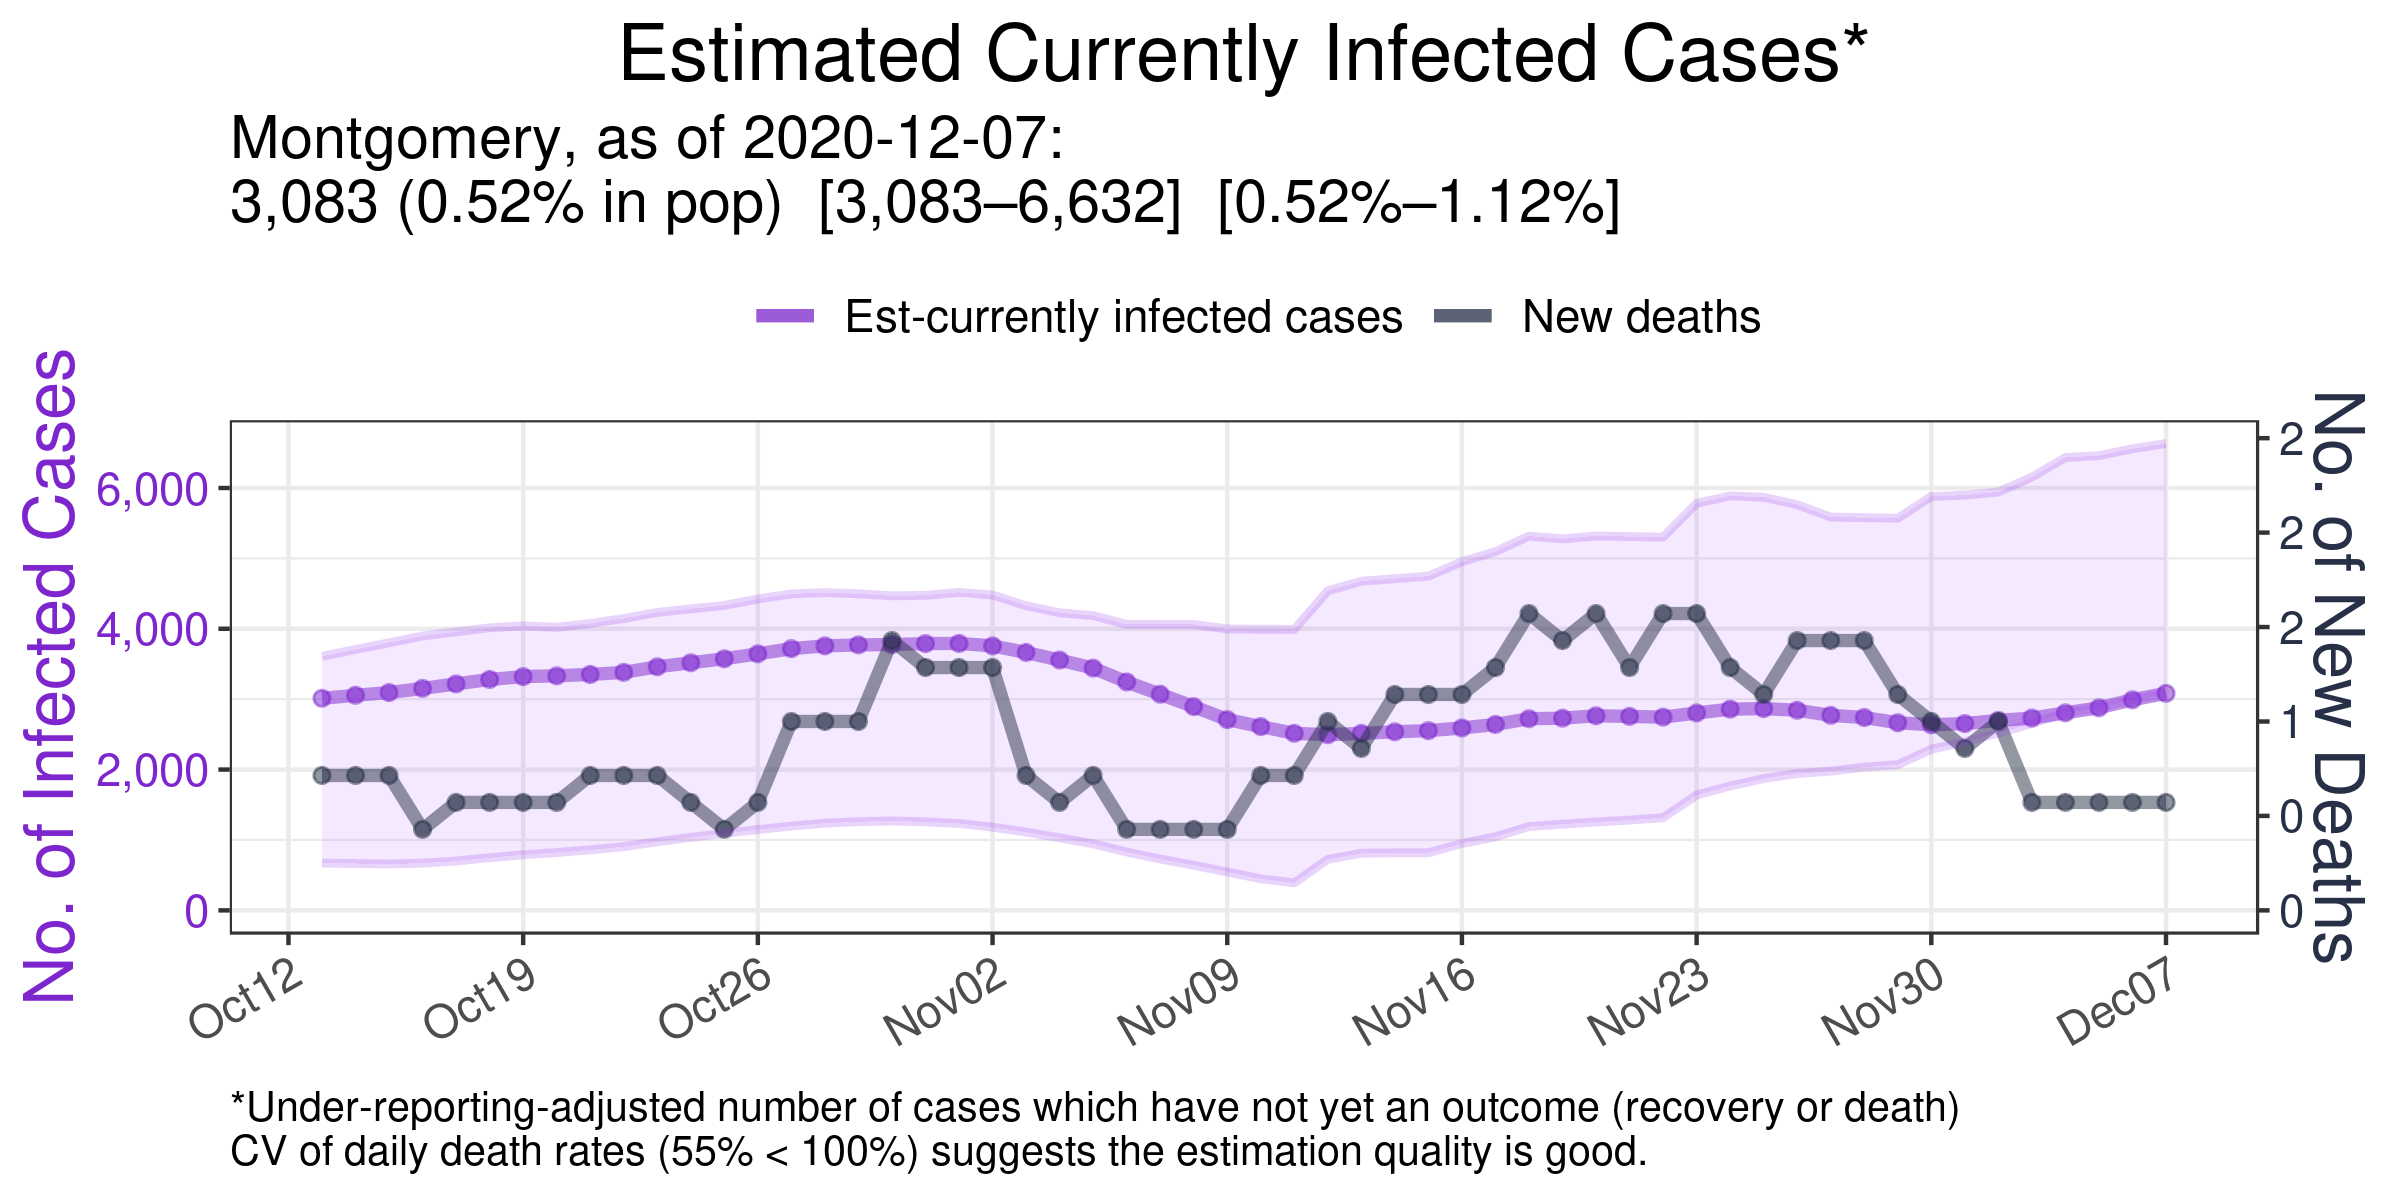 Estimated Currently Infected Cases*
Montgomery, as of 2020-12-07:
3,083 (0.52% in pop)  [3,083–6,632]  [0.52%–1.12%]
Est-currently infected cases
New deaths
No. of Infected Cases
6,000
4,000
2,000
0
No. of New Deaths
2
2
2
1
0
0
Oct12
Oct19
Oct26
Nov02
Nov09
Nov16
Nov23
Nov30
Dec07
*Under-reporting-adjusted number of cases which have not yet an outcome (recovery or death)
CV of daily death rates (55% < 100%) suggests the estimation quality is good.